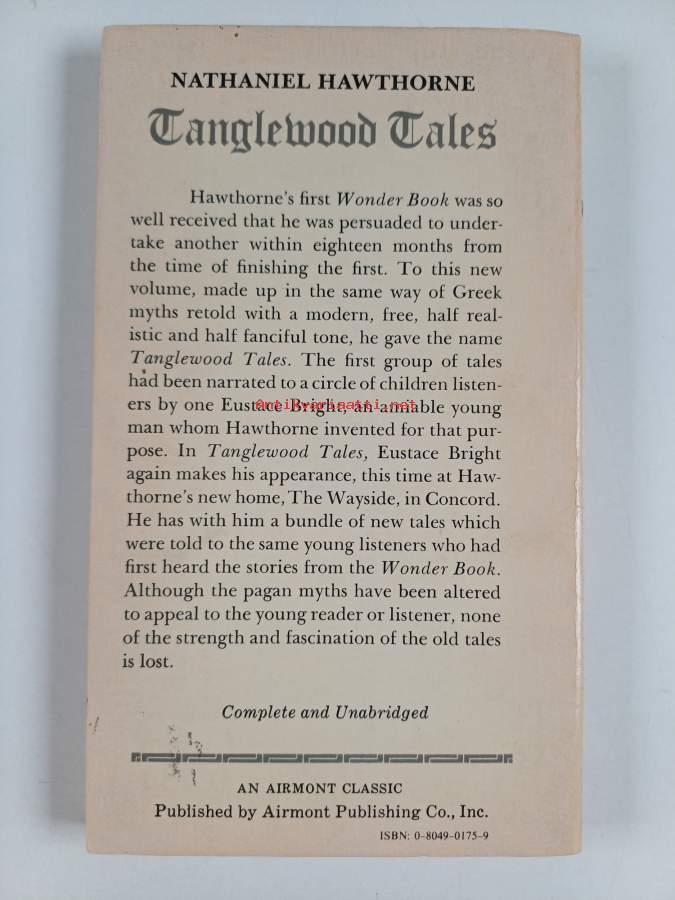 NATHANIEL HAWTHORNE
Tanglewood Tales
Hawthorne's first Wonder Book was so
well received that he was persuaded to under-
take another within eighteen months from
the time of finishing the first. To this new
volume, made up in the same way of Greek
myths retold with a modern, free, half real-
istic and half fanciful tone, he gave the name
Tanglewood Tales. The first group of tales
had been narrated to a circle of children listen-
ers by one Eustace Bright, an amiable young
antikvariaatti.net
man whom Hawthorne invented for that pur-
pose. In Tanglewood Tales, Eustace Bright
again makes his appearance, this time at Haw-
thorne's new home, The Wayside, in Concord.
He has with him a bundle of new tales which
were told to the same young listeners who had
first heard the stories from the Wonder Book.
Although the pagan myths have been altered
to appeal to the young reader or listener, none
of the strength and fascination of the old tales
is lost.
Complete and Unabridged
AN AIRMONT CLASSIC
Published by Airmont Publishing Co., Inc.
ISBN: 0-8049-0175-9